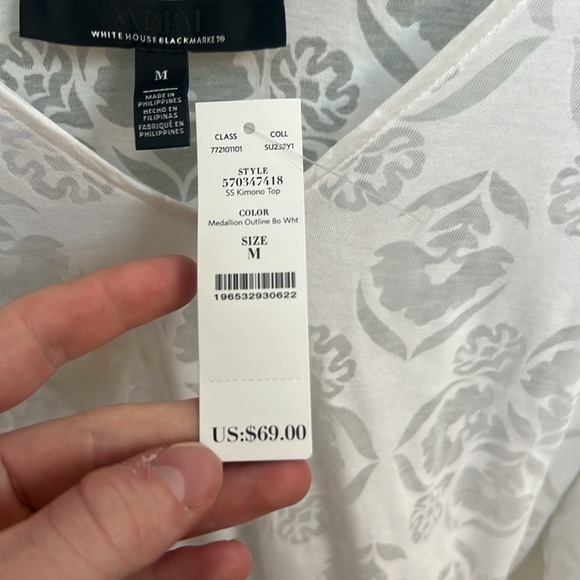 WHBM
WHITE HOUSE BLACK MARKET®
M
MADE IN
PHILIPPINES
HECHO EN
FILIPINAS
FABRIQUÉ EN
PHILIPPINES
CLASS COLL
772101101 SU232Y1
STYLE
570347418
SS Kimono Top
COLOR
Medallion Outline Bo Wht
SIZE
M
196532930622
US:$69.00